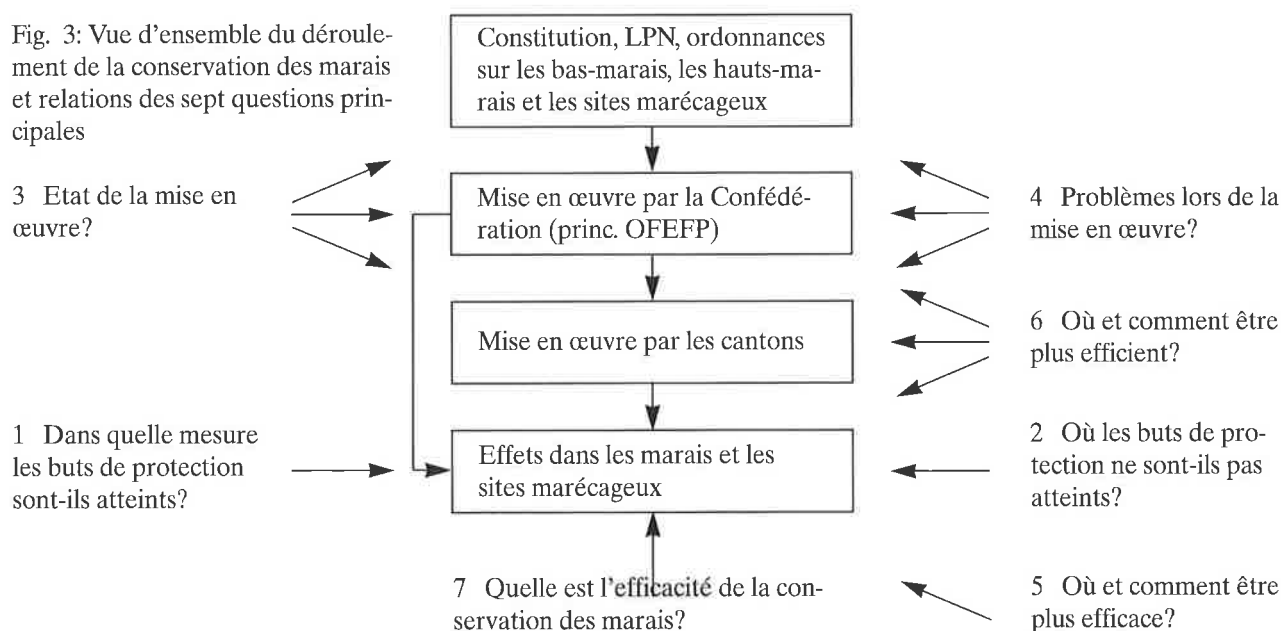 Fig. 3: Vue d'ensemble du déroule-
ment de la conservation des marais
et relations des sept questions prin-
cipales
Constitution, LPN, ordonnances
sur les bas-marais, les hauts-ma-
rais et les sites marécageux
3 Etat de la mise en
œuvre?
Mise en œuvre par la Confédé-
ration (princ. OFEFP)
4 Problèmes lors de la
mise en œuvre?
Mise en œuvre par les cantons
6 Où et comment être
plus efficient?
1 Dans quelle mesure
les buts de protection
sont-ils atteints?
Effets dans les marais et les
sites marécageux
2 Où les buts de pro-
tection ne sont-ils pas
atteints?
7 Quelle est l'efficacité de la con-
servation des marais?
5 Où et comment être
plus efficace?